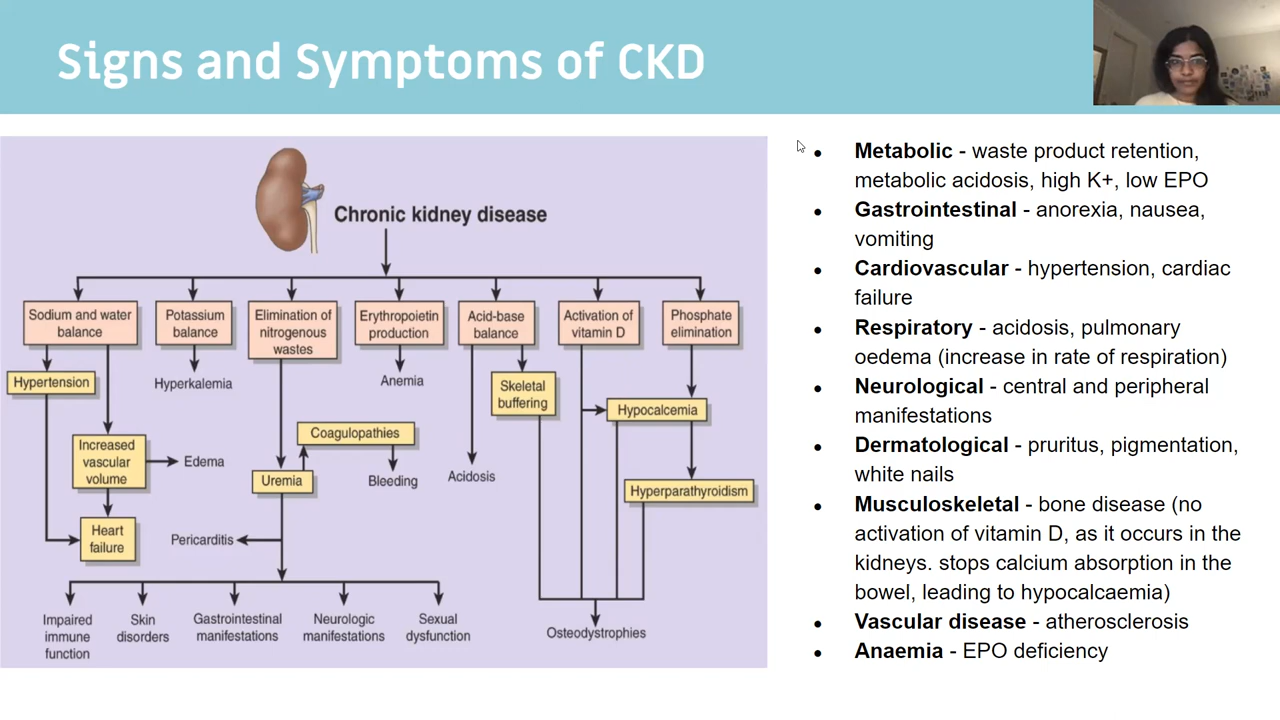 Signs and Symptoms of CKD
Chronic kidney disease
Sodium and water
balance
Potassium
balance
Elimination of
nitrogenous
wastes
Erythropoietin
production
Acid-base
balance
Activation of
vitamin D
Phosphate
elimination
Hypertension
Hyperkalemia
Anemia
Skeletal
buffering
Hypocalcemia
Increased
vascular
volume
Edema
Coagulopathies
Uremia
Bleeding
Acidosis
Hyperparathyroidism
Heart
failure
Pericarditis
Impaired
immune
function
Skin
disorders
Gastrointestinal
manifestations
Neurologic
manifestations
Sexual
dysfunction
Osteodystrophies
• Metabolic - waste product retention,
metabolic acidosis, high K+, low EPO
• Gastrointestinal - anorexia, nausea,
vomiting
• Cardiovascular - hypertension, cardiac
failure
• Respiratory - acidosis, pulmonary
oedema (increase in rate of respiration)
• Neurological - central and peripheral
manifestations
• Dermatological - pruritus, pigmentation,
white nails
• Musculoskeletal - bone disease (no
activation of vitamin D, as it occurs in the
kidneys. stops calcium absorption in the
bowel, leading to hypocalcaemia)
• Vascular disease - atherosclerosis
• Anaemia - EPO deficiency